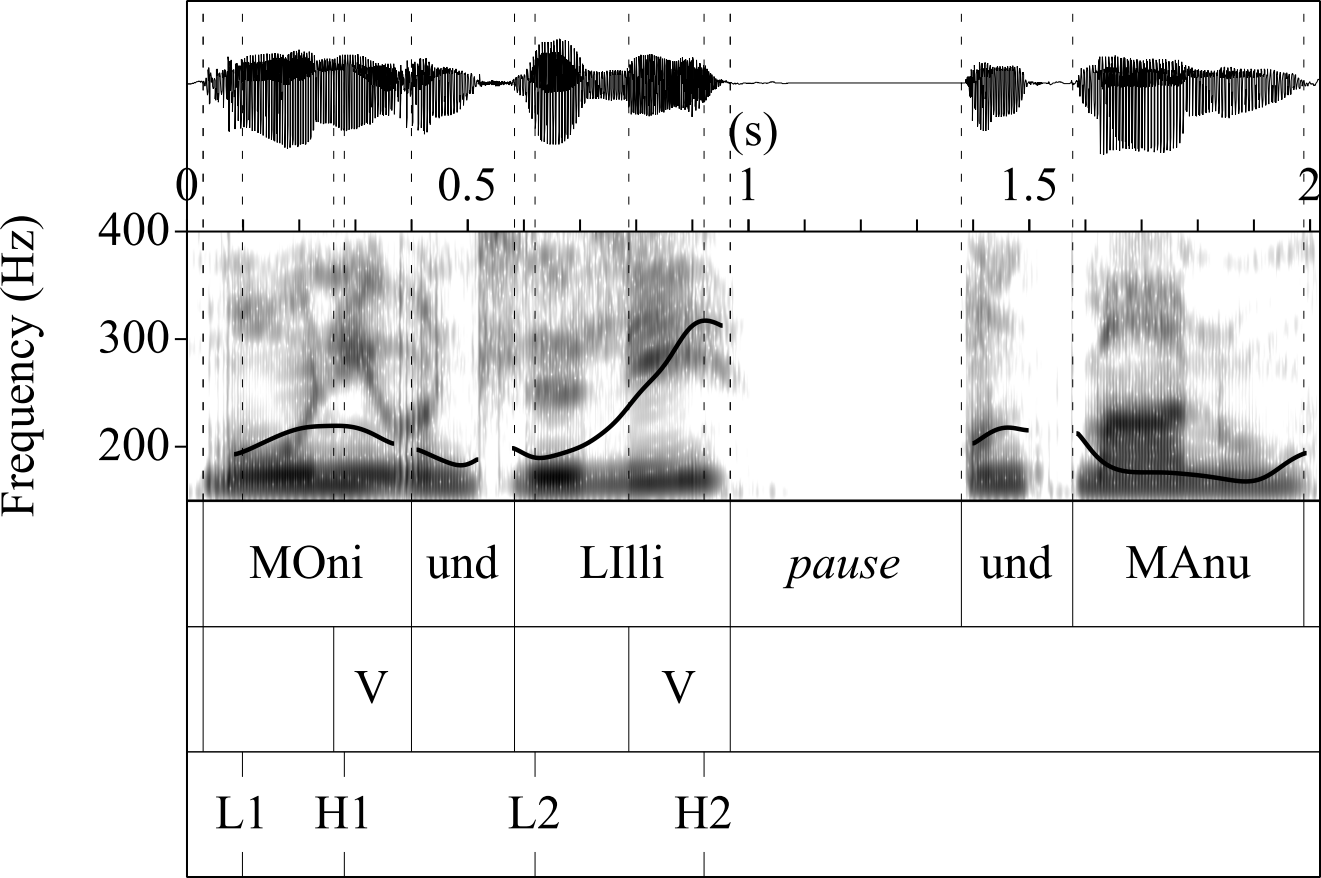 (s)
0 0.5 1 1.5 2
400
300
200
Frequency (Hz)
MOni und LIlli pause und MAnu
V V
L1 H1 L2 H2